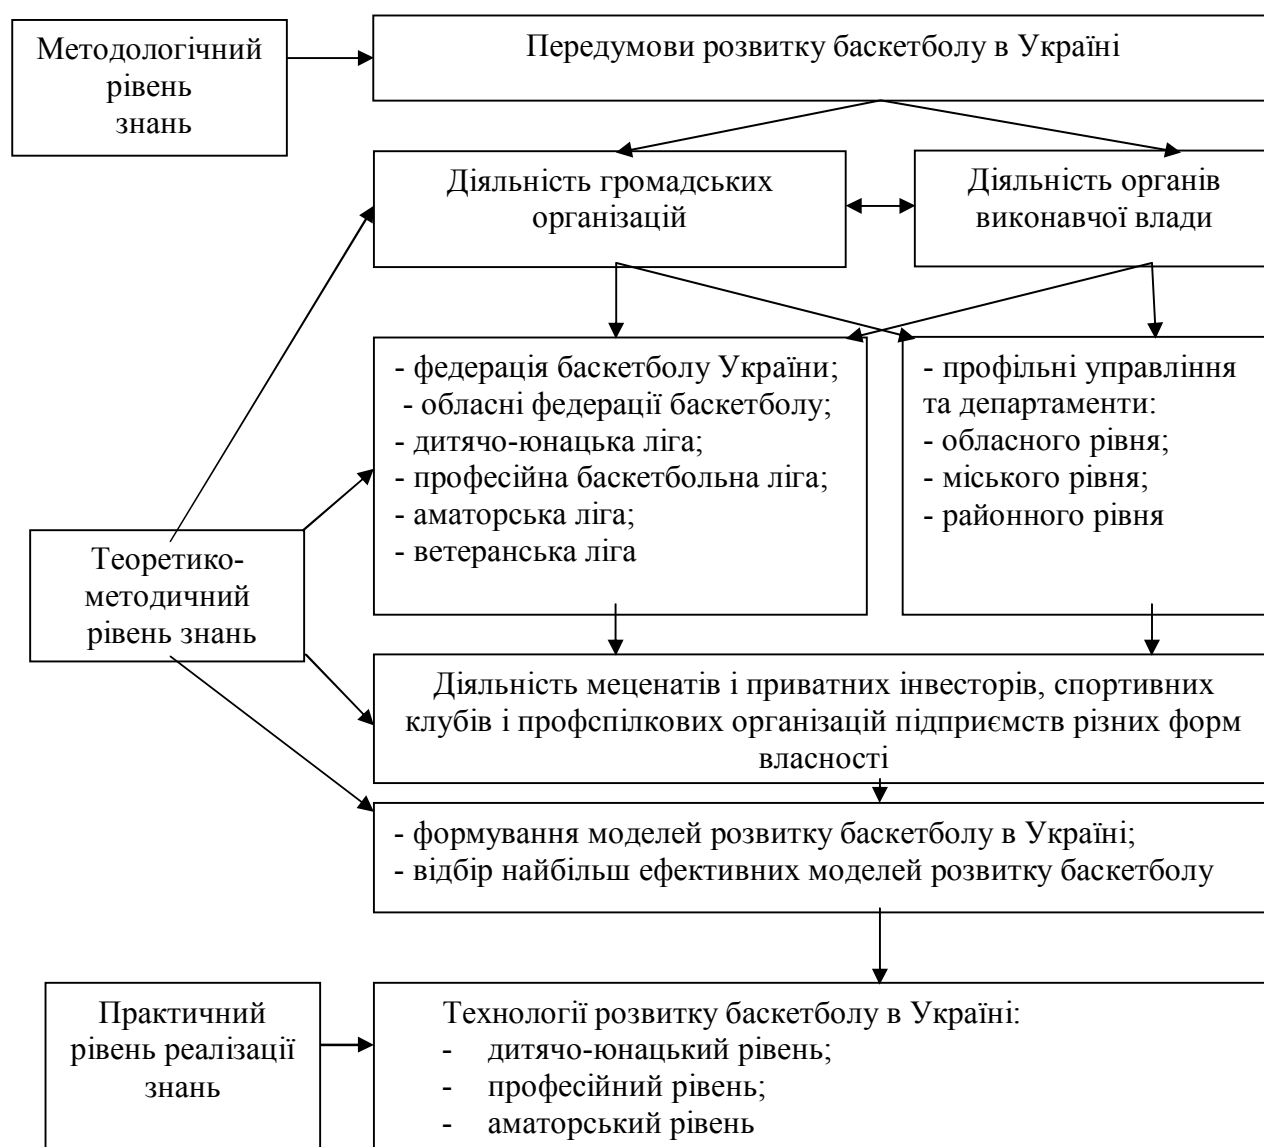 Методологічний
рівень
знань
Передумови розвитку баскетболу в Україні
Діяльність громадських
організацій
Діяльність органів
виконавчої влади
- федерація баскетболу України;
- обласні федерації баскетболу;
- дитячо-юнацька ліга;
- професійна баскетбольна ліга;
- аматорська ліга;
- ветеранська ліга
- профільні управління
та департаменти:
- обласного рівня;
- міського рівня;
- районного рівня
Теоретико-
методичний
рівень знань
Діяльність меценатів і приватних інвесторів, спортивних
клубів і профспілкових організацій підприємств різних форм
власності
- формування моделей розвитку баскетболу в Україні;
- відбір найбільш ефективних моделей розвитку баскетболу
Практичний
рівень реалізації
знань
Технології розвитку баскетболу в Україні:
- дитячо-юнацький рівень;
- професійний рівень;
- аматорський рівень